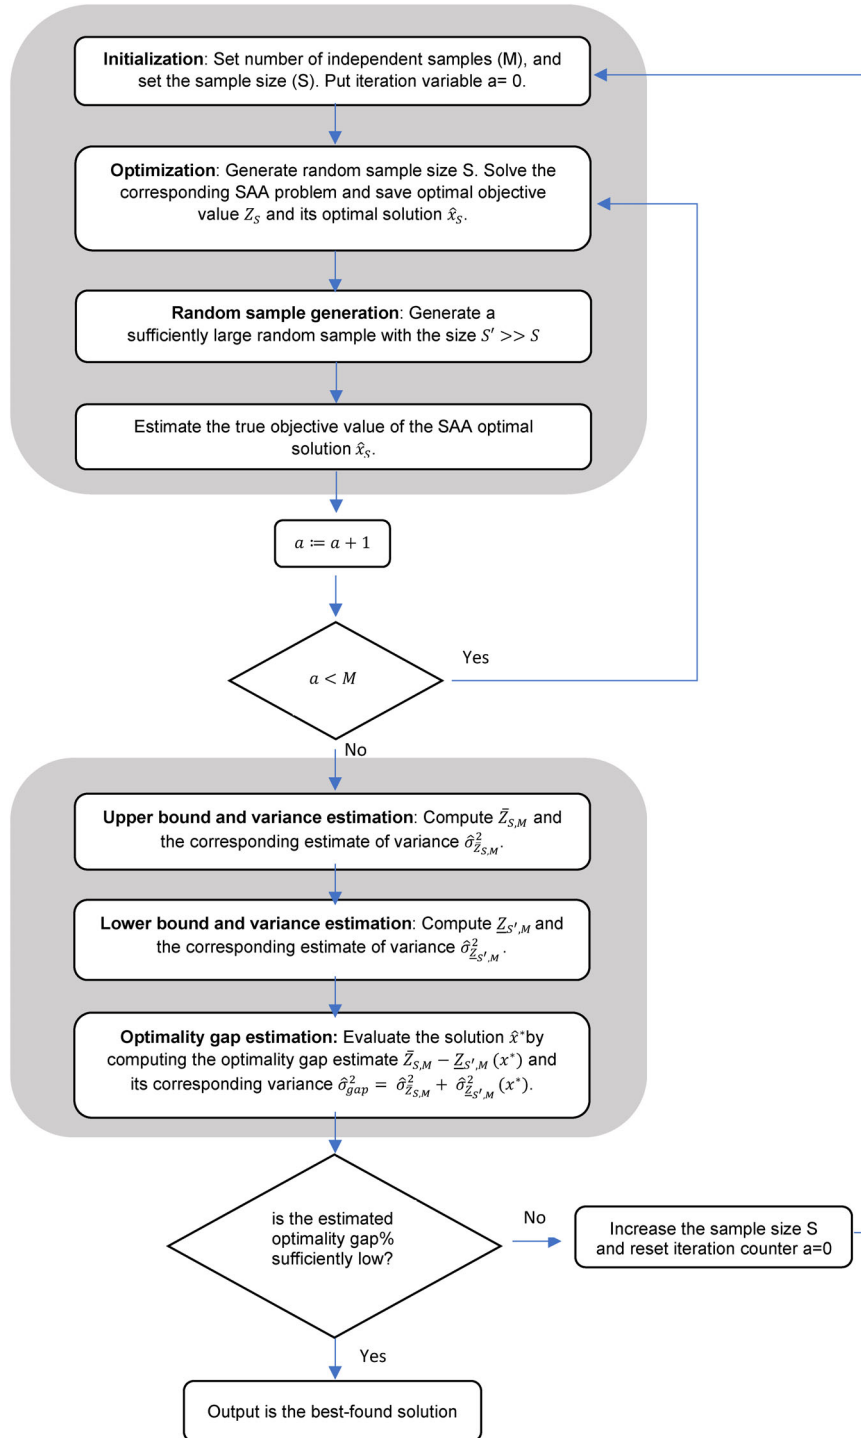 Initialization: Set number of independent samples (M), and
set the sample size (S). Put iteration variable a= 0.
Optimization: Generate random sample size S. Solve the
corresponding SAA problem and save optimal objective
value Z_S and its optimal solution x̂_S.
Random sample generation: Generate a
sufficiently large random sample with the size S′ >> S
Estimate the true objective value of the SAA optimal
solution x̂_S.
a ≔ a + 1
a < M
Yes
No
Upper bound and variance estimation: Compute Z̄_{S,M} and
the corresponding estimate of variance σ̂²_{Z̄_{S,M}}.
Lower bound and variance estimation: Compute Z̲_{S′,M} and
the corresponding estimate of variance σ̂²_{Z̲_{S′,M}}.
Optimality gap estimation: Evaluate the solution x̂*by
computing the optimality gap estimate Z̄_{S,M} − Z̲_{S′,M}(x*) and
its corresponding variance σ̂²_{gap} = σ̂²_{Z̄_{S,M}} + σ̂²_{Z̲_{S′,M}}(x*).
is the estimated
optimality gap%
sufficiently low?
No
Increase the sample size S
and reset iteration counter a=0
Yes
Output is the best-found solution